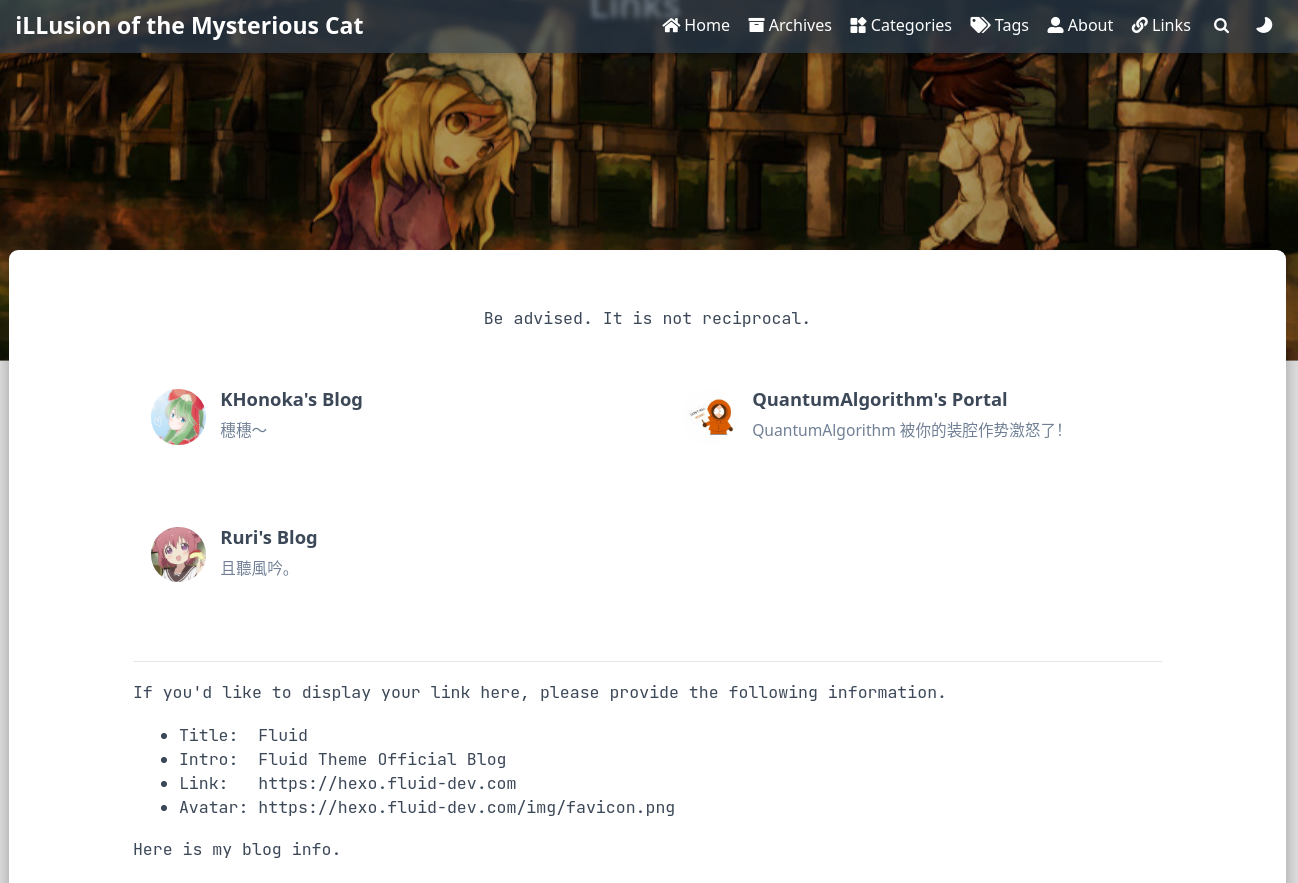 Links
iLLusion of the Mysterious Cat
Home Archives Categories Tags About Links
Be advised. It is not reciprocal.
KHonoka's Blog
穗穗～
QuantumAlgorithm's Portal
QuantumAlgorithm 被你的装腔作势激怒了！
Ruri's Blog
且聽風吟。
If you'd like to display your link here, please provide the following information.
Title: Fluid
Intro: Fluid Theme Official Blog
Link: https://hexo.fluid-dev.com
Avatar: https://hexo.fluid-dev.com/img/favicon.png
Here is my blog info.